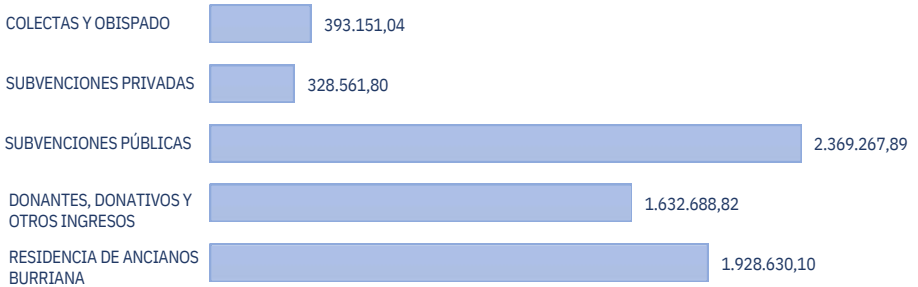 COLECTAS Y OBISPADO
393.151,04
SUBVENCIONES PRIVADAS
328.561,80
SUBVENCIONES PÚBLICAS
2.369.267,89
DONANTES, DONATIVOS Y
OTROS INGRESOS
1.632.688,82
RESIDENCIA DE ANCIANOS
BURRIANA
1.928.630,10